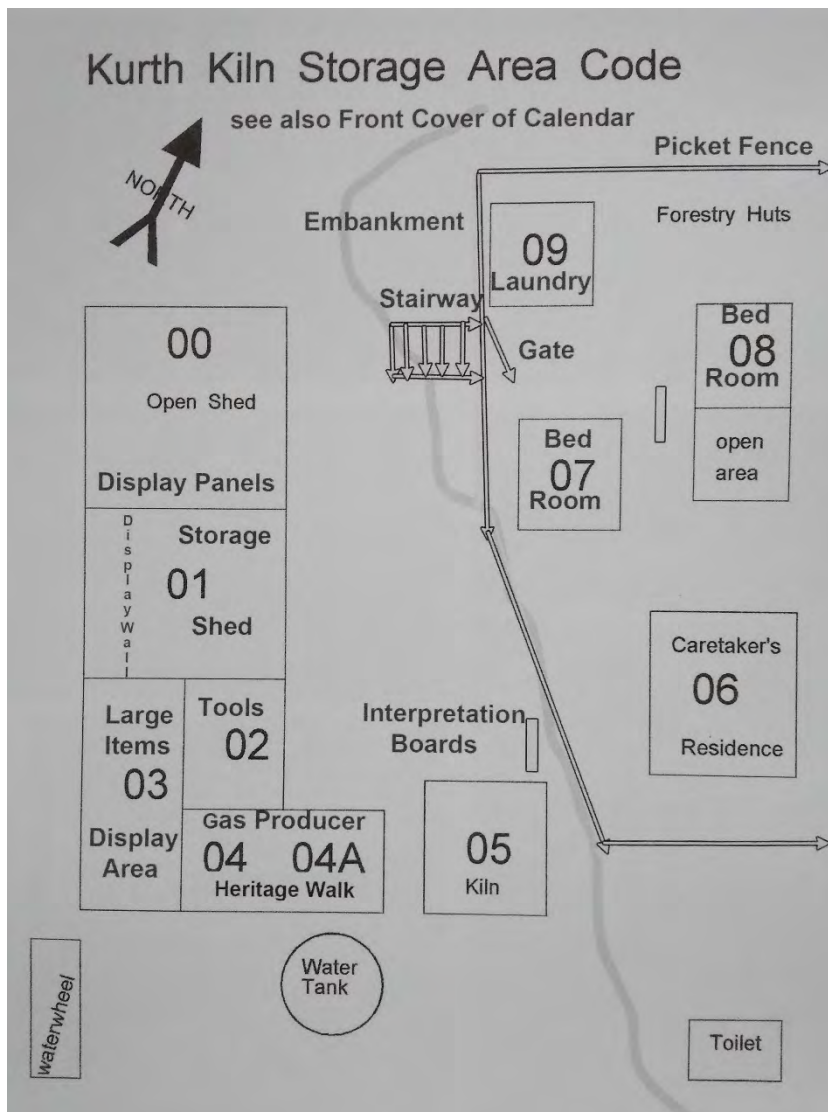 Kurth Kiln Storage Area Code
see also Front Cover of Calendar
NORTH
Picket Fence
Embankment
Forestry Huts
09
Laundry
Stairway
Gate
00
Open Shed
Display Panels
Bed
08
Room
open
area
Bed
07
Room
Display Wall
Storage
01
Shed
Caretaker's
06
Residence
Large
Items
03
Display
Area
Tools
02
Interpretation
Boards
Gas Producer
04 04A
Heritage Walk
05
Kiln
waterwheel
Water
Tank
Toilet